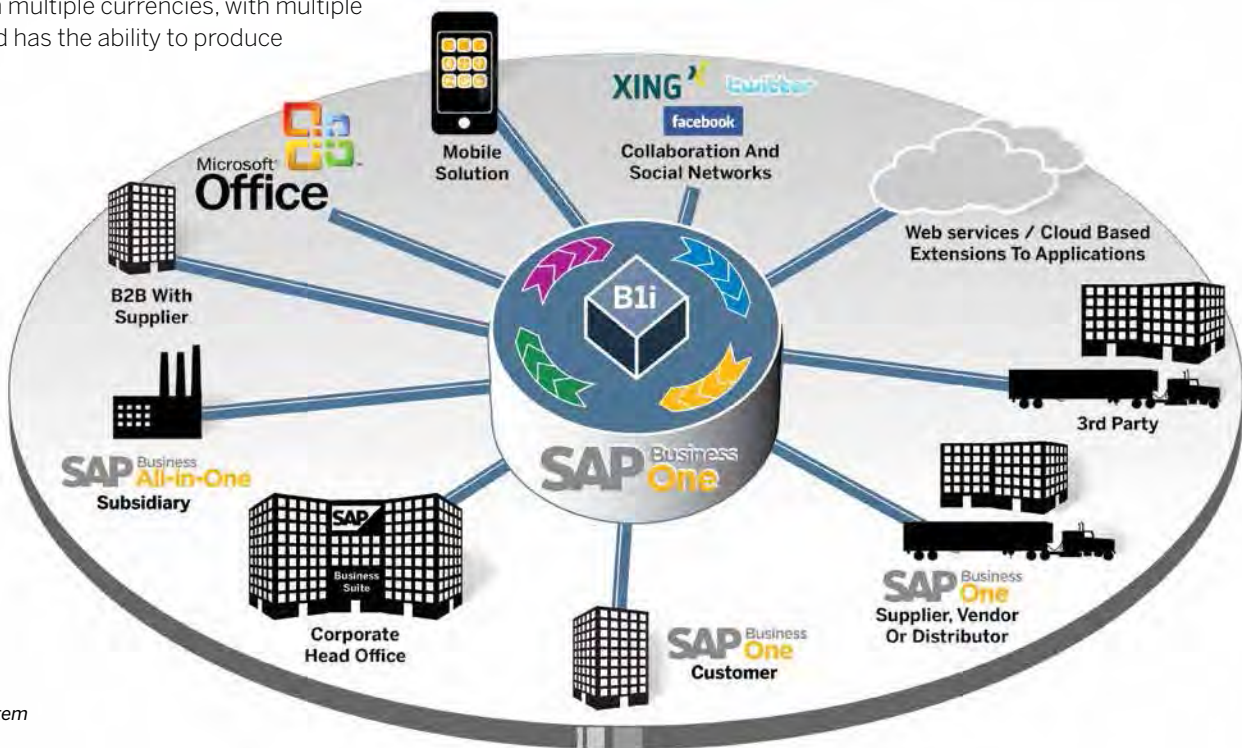 multiple currencies, with multiple
has the ability to produce
XING twitter
facebook
Collaboration And
Social Networks
Mobile
Solution
Microsoft
Office
Web services / Cloud Based
Extensions To Applications
B2B With
Supplier
B1i
3rd Party
SAP Business
All-in-One
Subsidiary
SAP Business
One
SAP
Business
Suite
Corporate
Head Office
SAP Business
One
Customer
SAP Business
One
Supplier, Vendor
Or Distributor